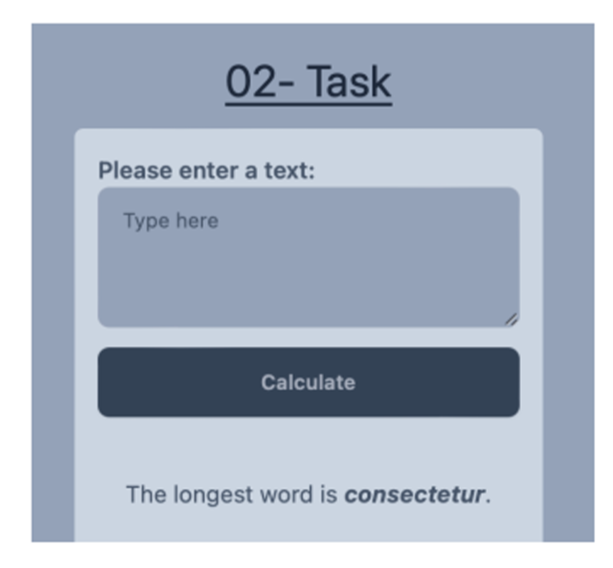 02- Task
Please enter a text:
Type here
Calculate
The longest word is consectetur.